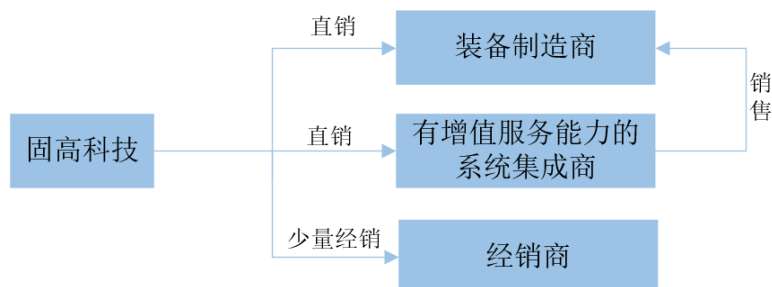 直销
装备制造商
销售
固高科技
直销
有增值服务能力的
系统集成商
少量经销
经销商